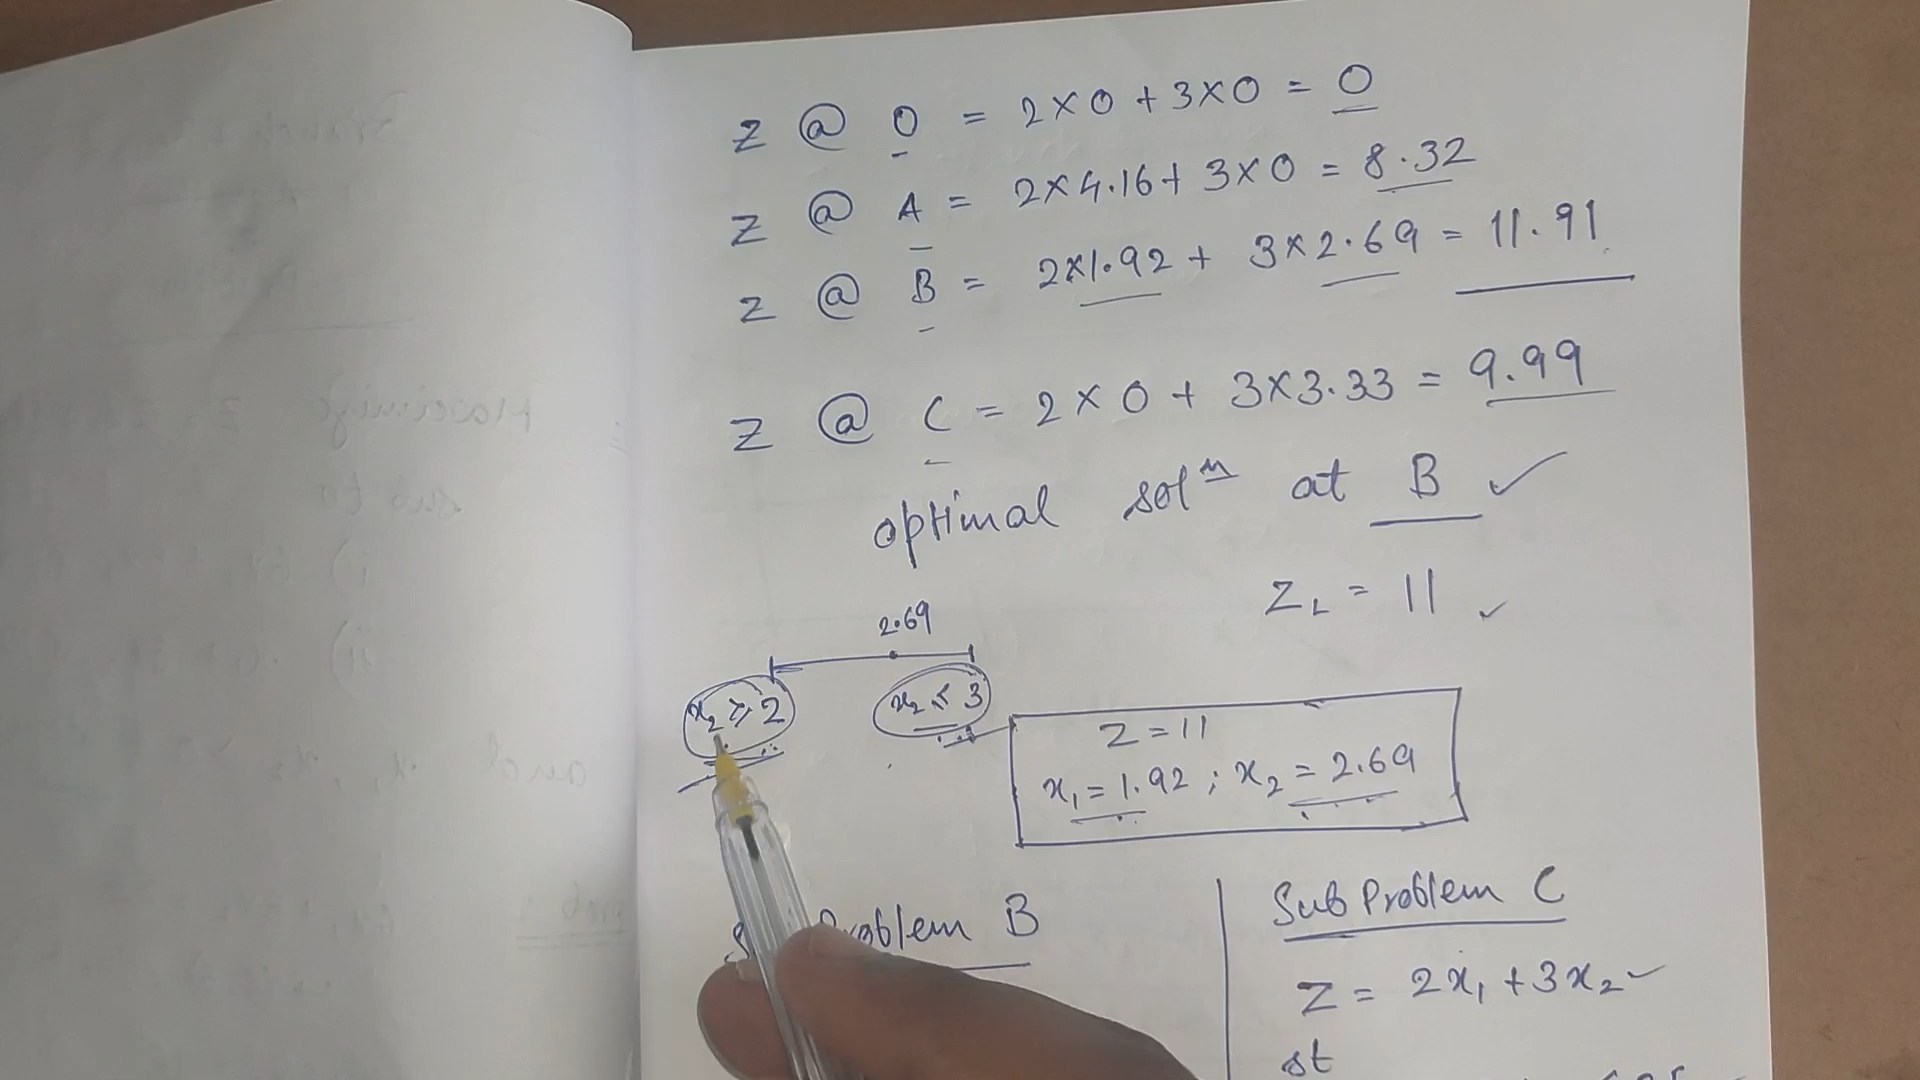 Z @ O = 2×0 + 3×0 = 0
Z @ A = 2×4.16 + 3×0 = 8.32
Z @ B = 2×1.92 + 3×2.69 = 11.91
Z @ C = 2×0 + 3×3.33 = 9.99
optimal solⁿ at B ✓
Z_L = 11 ✓
2.69
x₂ ⩾ 2
x₂ ⩽ 3
Z = 11
x₁ = 1.92 ; x₂ = 2.69
Problem B
Sub Problem C
Z = 2x₁ + 3x₂ ✓
st